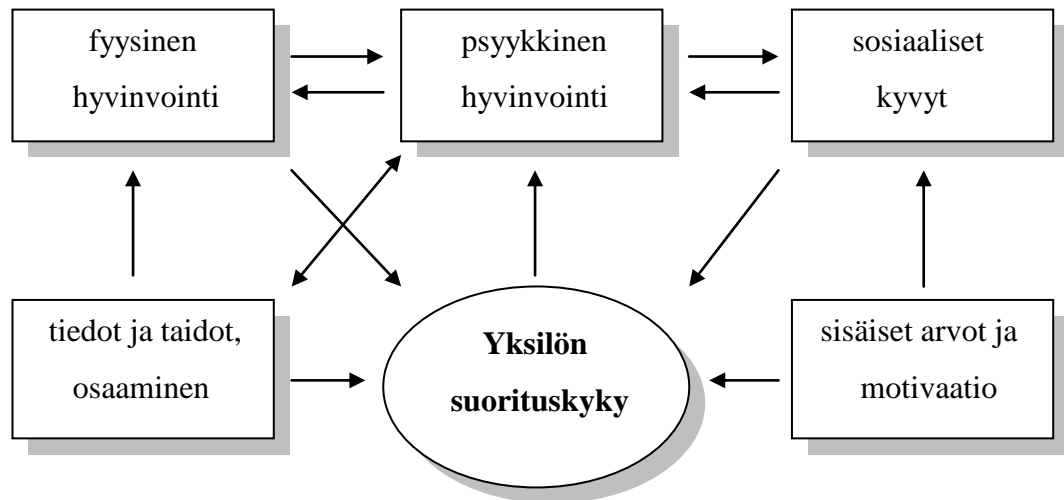 fyysinen
hyvinvointi
psyykkinen
hyvinvointi
sosiaaliset
kyvyt
tiedot ja taidot,
osaaminen
Yksilön
suorituskyky
sisäiset arvot ja
motivaatio